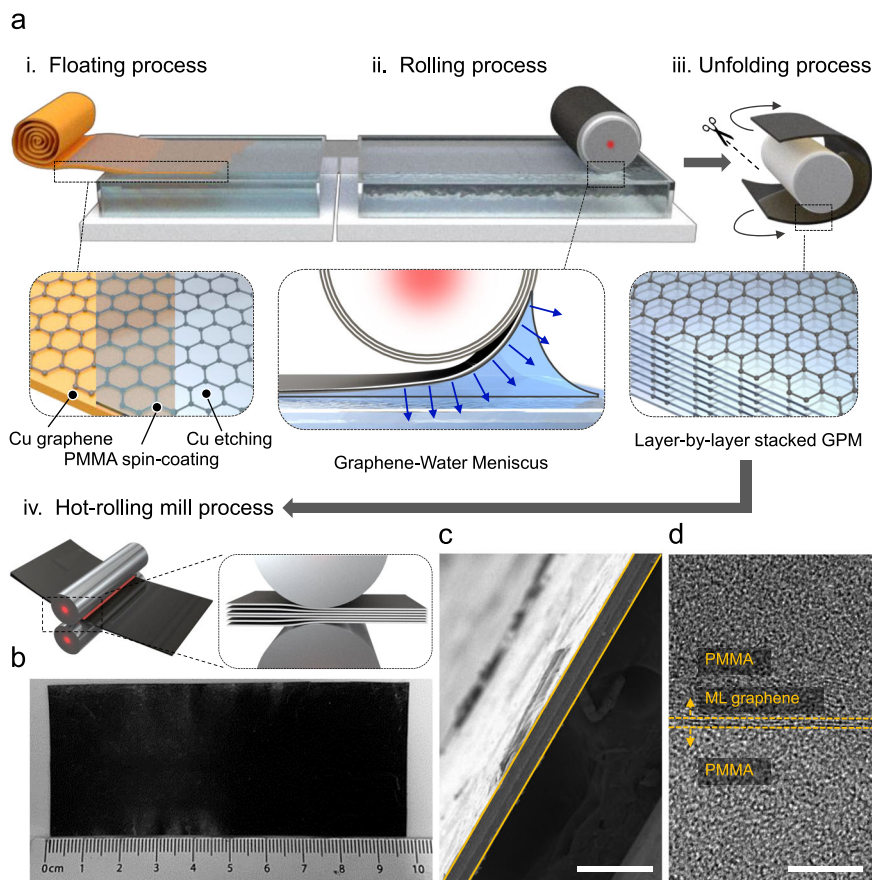 a
i. Floating process
ii. Rolling process
iii. Unfolding process
Cu graphene
PMMA spin-coating
Cu etching
Graphene-Water Meniscus
Layer-by-layer stacked GPM
iv. Hot-rolling mill process
b
0cm 1 2 3 4 5 6 7 8 9 10
c
d
PMMA
ML graphene
PMMA